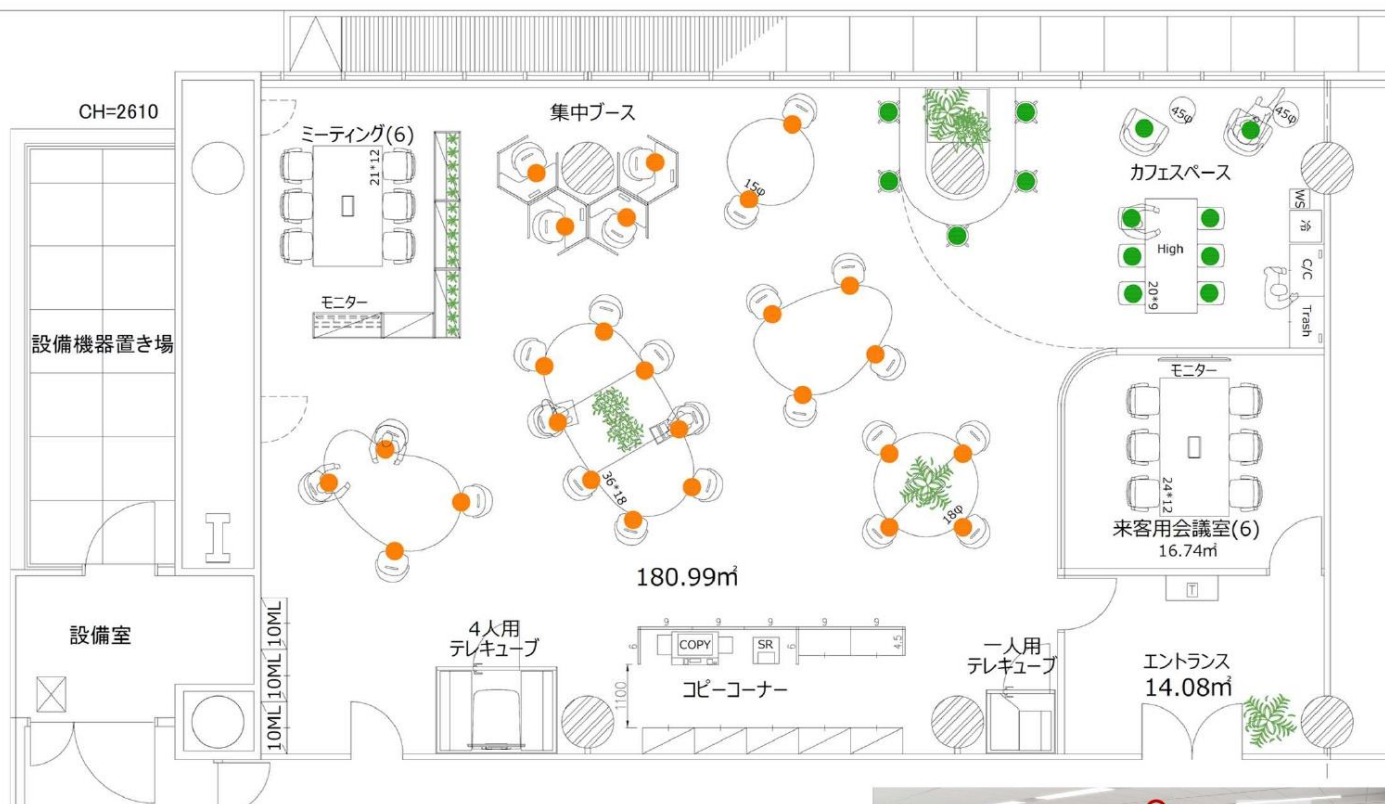 CH=2610
設備機器置き場
設備室
10ML
10ML
10ML
ミーティング(6)
21*12
モニター
集中ブース
15φ
36*18
18φ
180.99㎡
4人用
テレキューブ
9
9
9
9
9
6
COPY
SR
6
4.5
1100
コピーコーナー
一人用
テレキューブ
45φ
45φ
カフェスペース
High
20*9
WS
冷
C/C
Trash
モニター
24*12
来客用会議室(6)
16.74㎡
T
エントランス
14.08㎡